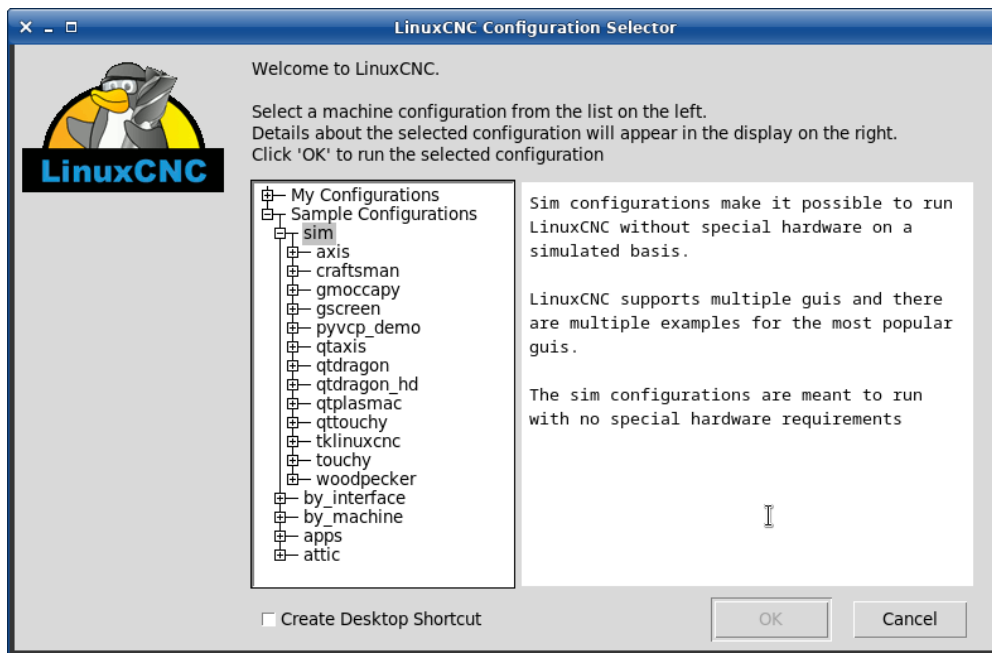 LinuxCNC Configuration Selector
LinuxCNC
Welcome to LinuxCNC.
Select a machine configuration from the list on the left.
Details about the selected configuration will appear in the display on the right.
Click 'OK' to run the selected configuration
My Configurations
Sample Configurations
sim
axis
craftsman
gmoccapy
gscreen
pyvcp_demo
qtaxis
qtdragon
qtdragon_hd
qtplasmac
qttouchy
tklinuxcnc
touchy
woodpecker
by_interface
by_machine
apps
attic
Sim configurations make it possible to run
LinuxCNC without special hardware on a
simulated basis.
LinuxCNC supports multiple guis and there
are multiple examples for the most popular
guis.
The sim configurations are meant to run
with no special hardware requirements
Create Desktop Shortcut
OK
Cancel